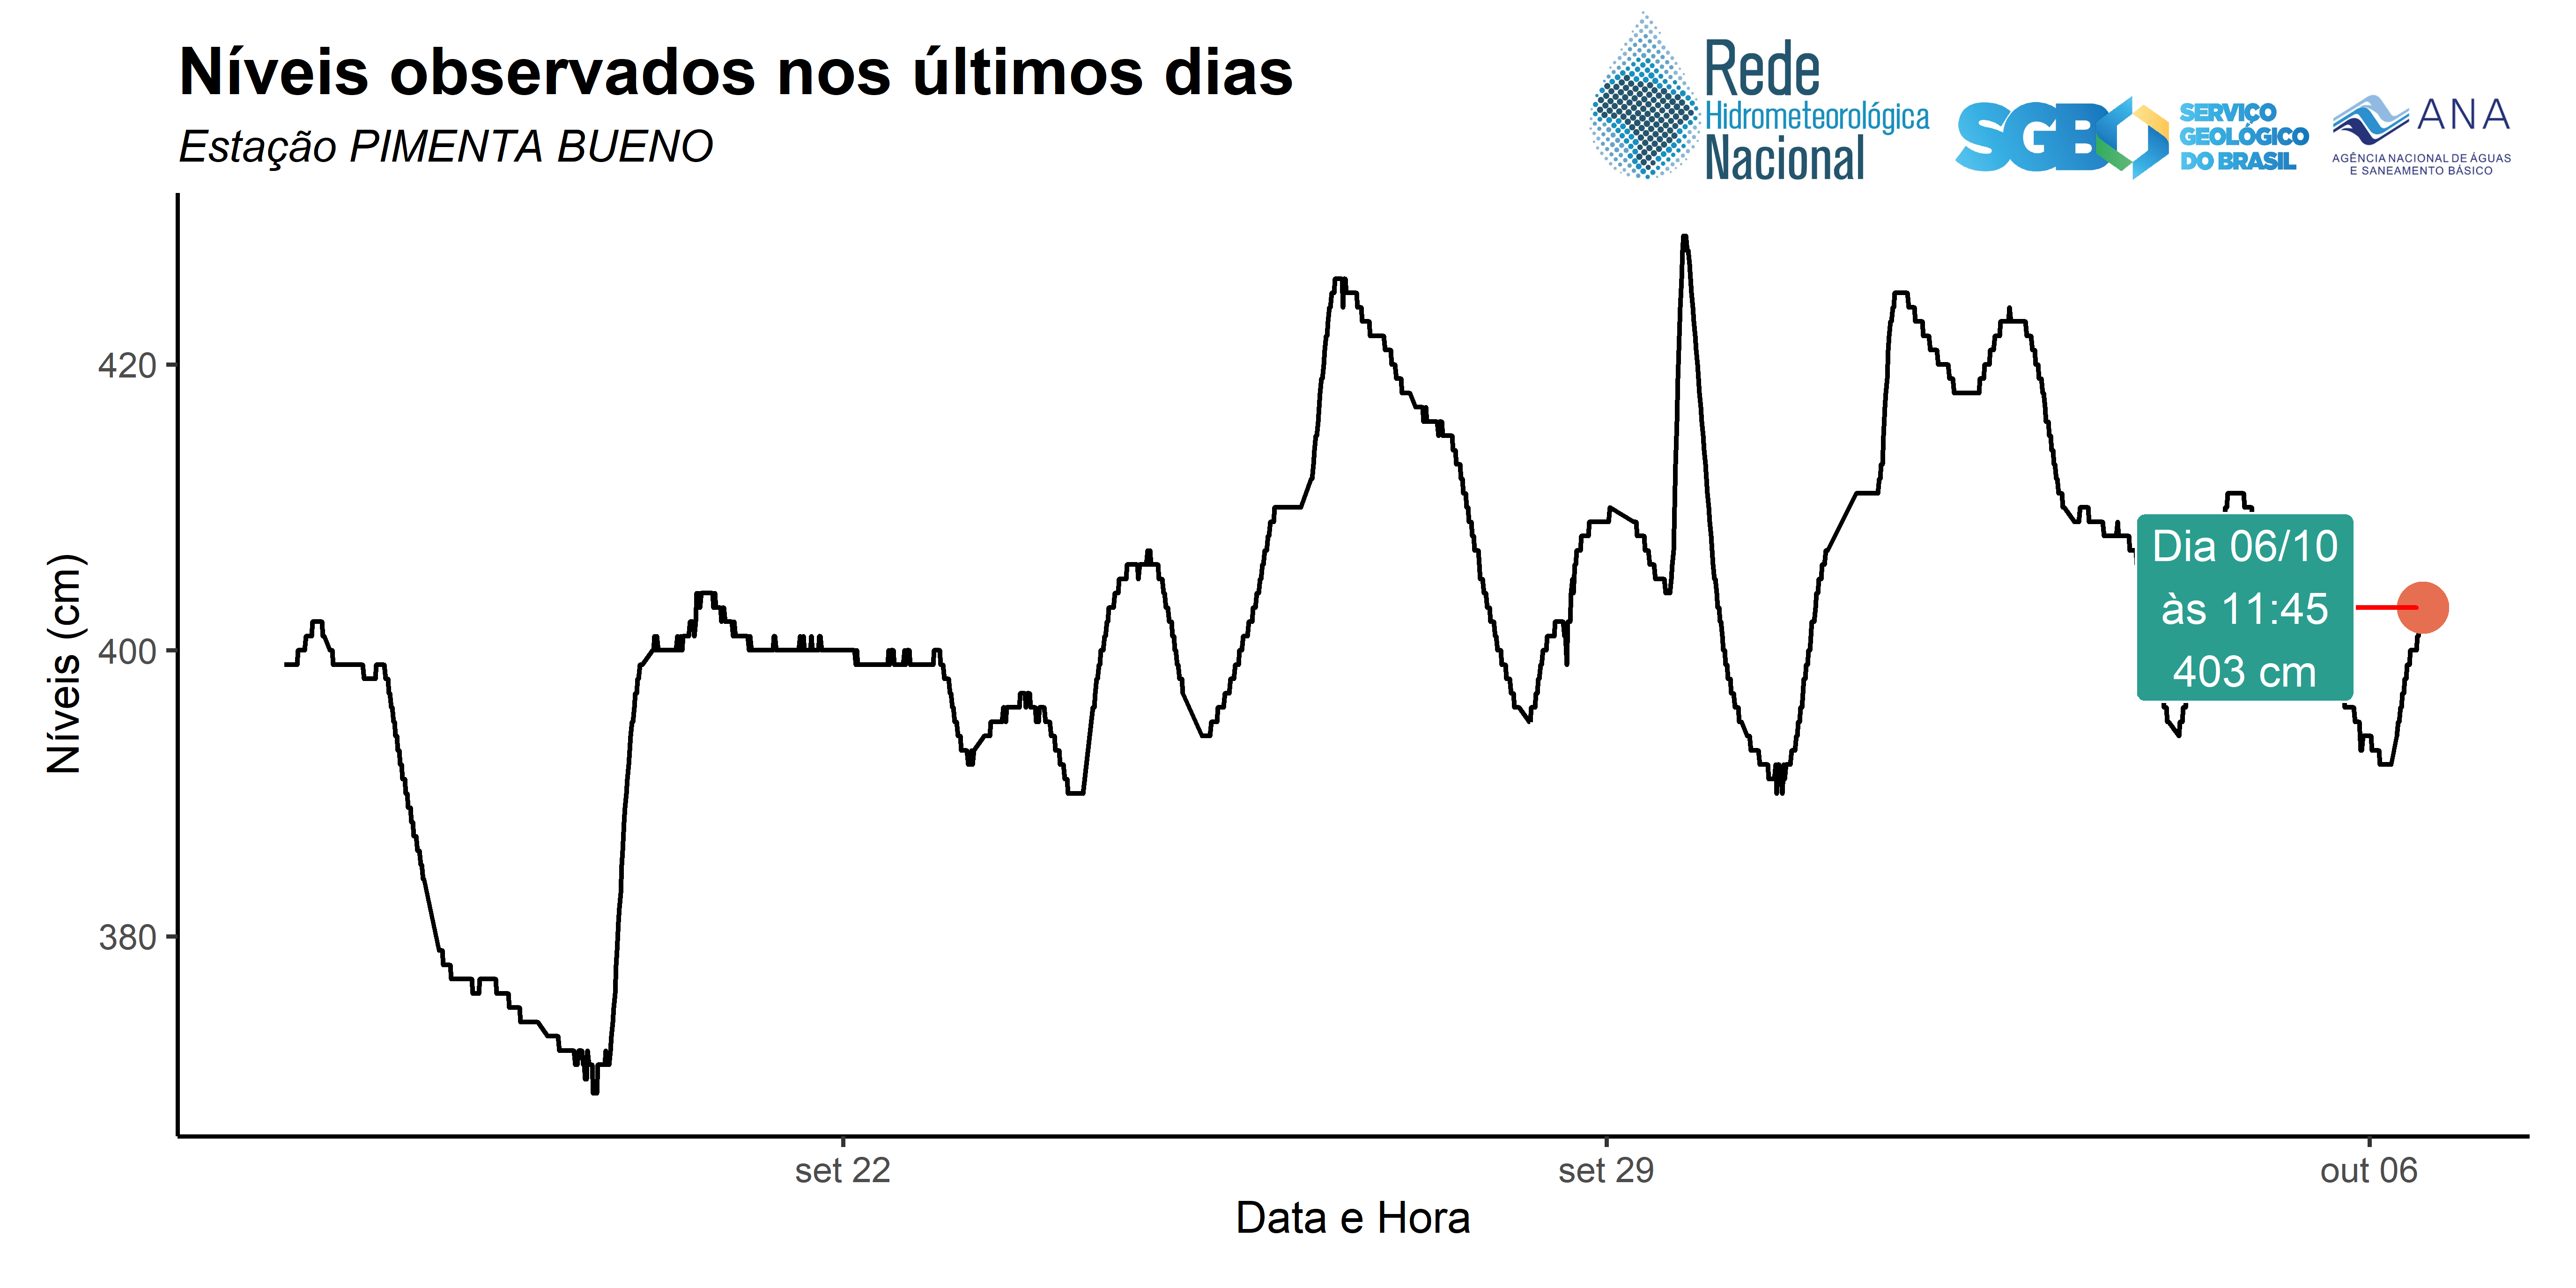 Níveis observados nos últimos dias
Estação PIMENTA BUENO
Rede
Hidrometeorológica
Nacional
SGB
SERVIÇO
GEOLÓGICO
DO BRASIL
ANA
AGÊNCIA NACIONAL DE ÁGUAS
E SANEAMENTO BÁSICO
Níveis (cm)
420
400
380
Dia 06/10
às 11:45
403 cm
set 22
set 29
out 06
Data e Hora